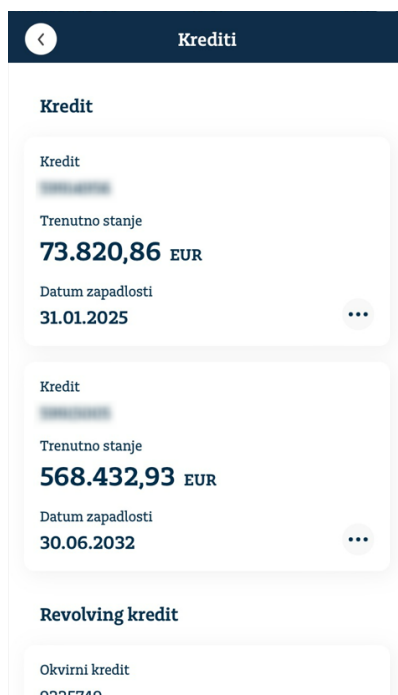 Krediti
Kredit
Kredit
Trenutno stanje
73.820,86 EUR
Datum zapadlosti
31.01.2025
Kredit
Trenutno stanje
568.432,93 EUR
Datum zapadlosti
30.06.2032
Revolving kredit
Okvirni kredit